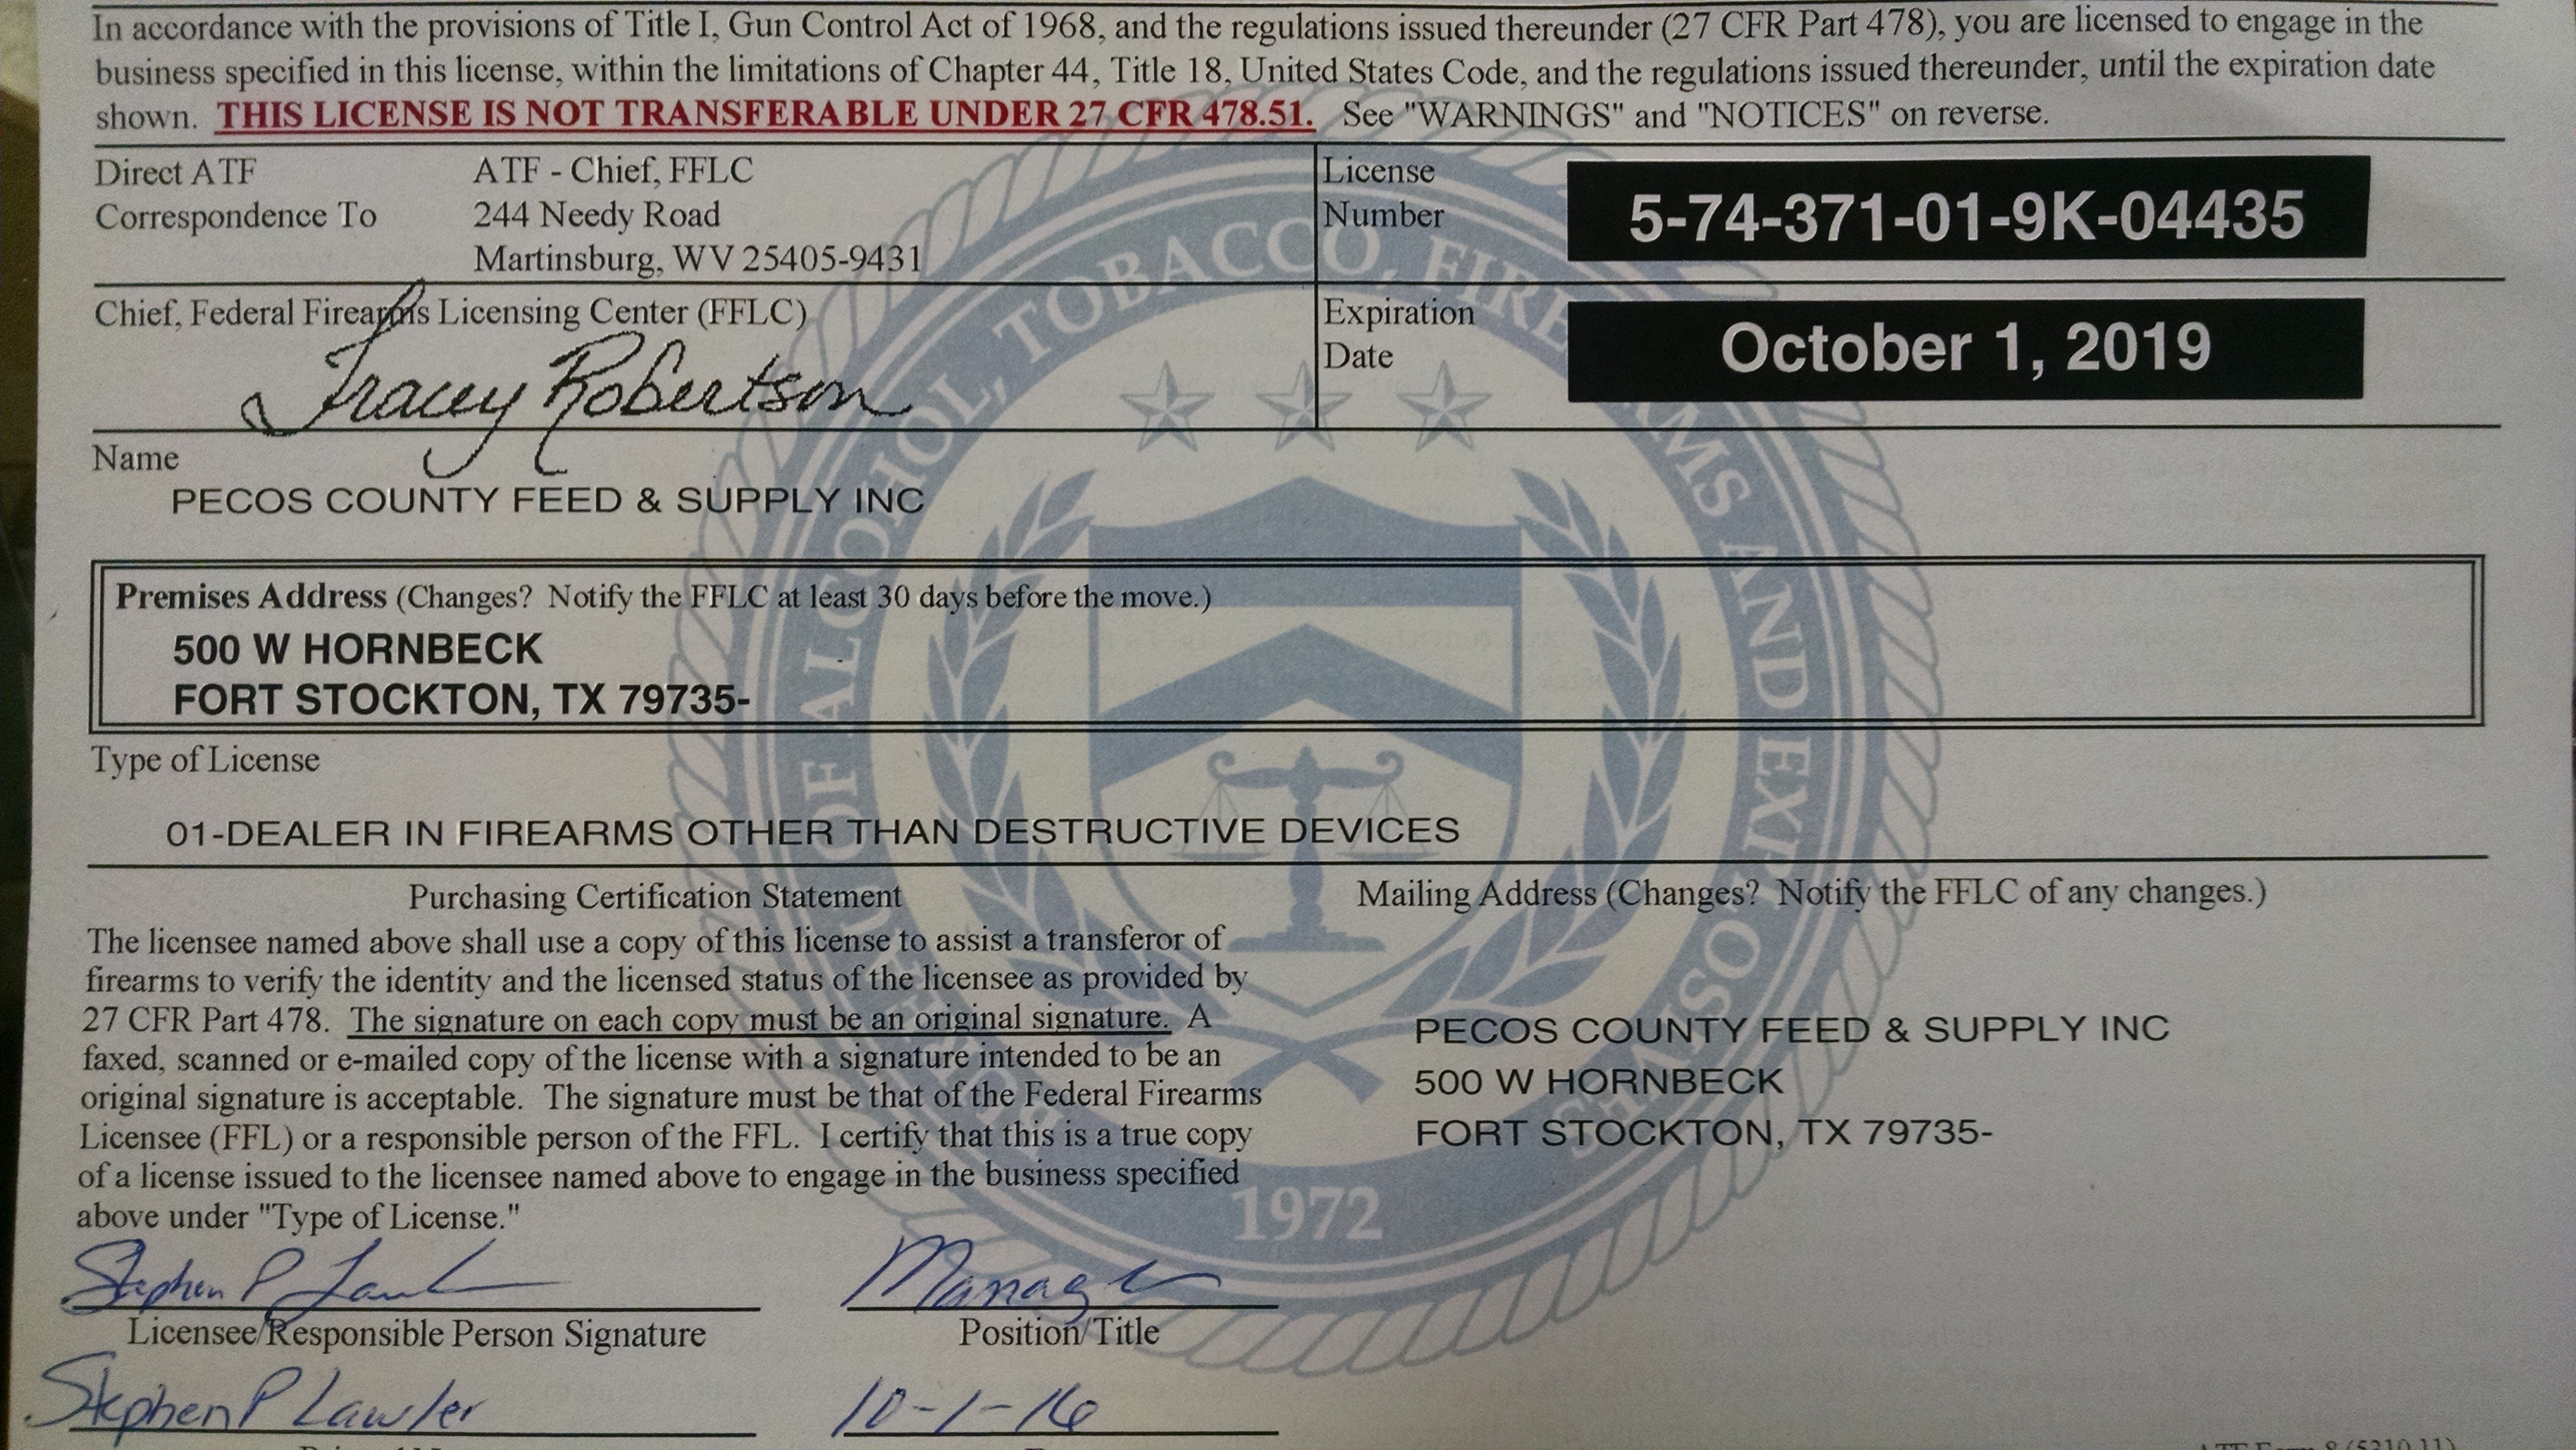 In accordance with the provisions of Title I, Gun Control Act of 1968, and the regulations issued thereunder (27 CFR Part 478), you are licensed to engage in the
business specified in this license, within the limitations of Chapter 44, Title 18, United States Code, and the regulations issued thereunder, until the expiration date
shown. THIS LICENSE IS NOT TRANSFERABLE UNDER 27 CFR 478.51. See "WARNINGS" and "NOTICES" on reverse.
Direct ATF
Correspondence To
ATF - Chief, FFLC
244 Needy Road
Martinsburg, WV 25405-9431
License
Number
5-74-371-01-9K-04435
Chief, Federal Firearms Licensing Center (FFLC)
Tracey Robertson
Expiration
Date
October 1, 2019
Name
PECOS COUNTY FEED & SUPPLY INC
Premises Address (Changes? Notify the FFLC at least 30 days before the move.)
500 W HORNBECK
FORT STOCKTON, TX 79735-
Type of License
01-DEALER IN FIREARMS OTHER THAN DESTRUCTIVE DEVICES
Purchasing Certification Statement
The licensee named above shall use a copy of this license to assist a transferor of
firearms to verify the identity and the licensed status of the licensee as provided by
27 CFR Part 478. The signature on each copy must be an original signature. A
faxed, scanned or e-mailed copy of the license with a signature intended to be an
original signature is acceptable. The signature must be that of the Federal Firearms
Licensee (FFL) or a responsible person of the FFL. I certify that this is a true copy
of a license issued to the licensee named above to engage in the business specified
above under "Type of License."
Mailing Address (Changes? Notify the FFLC of any changes.)
PECOS COUNTY FEED & SUPPLY INC
500 W HORNBECK
FORT STOCKTON, TX 79735-
Stephen P Lawler
Manager
Licensee/Responsible Person Signature
Position/Title
Stephen P Lawler
10-1-16
OF ALCOHOL, TOBACCO, FIREARMS AND EXPLOSIVES
1972